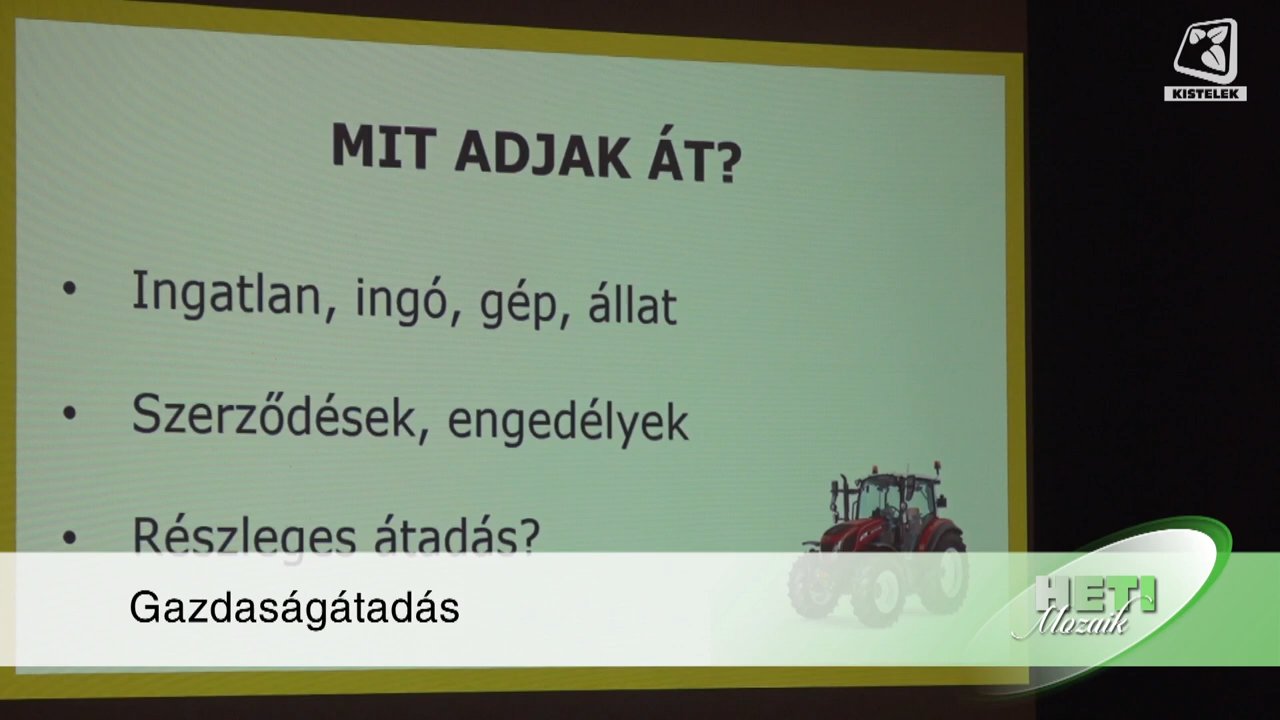 KISTELEK
MIT ADJAK ÁT?
• Ingatlan, ingó, gép, állat
• Szerződések, engedélyek
• Részleges átadás?
Gazdaságátadás
HETI
Mozaik